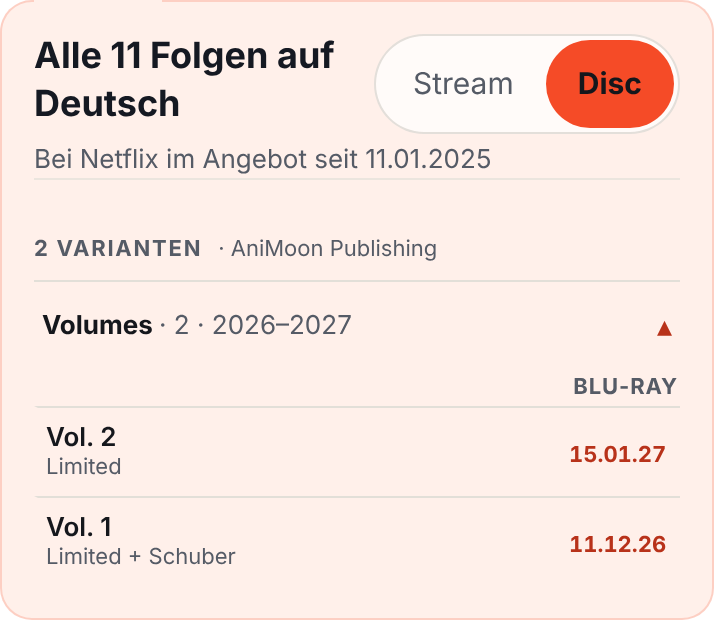 Alle 11 Folgen auf
Deutsch
Stream
Disc
Bei Netflix im Angebot seit 11.01.2025
2 VARIANTEN · AniMoon Publishing
Volumes · 2 · 2026–2027
▲
BLU-RAY
Vol. 2
Limited
15.01.27
Vol. 1
Limited + Schuber
11.12.26